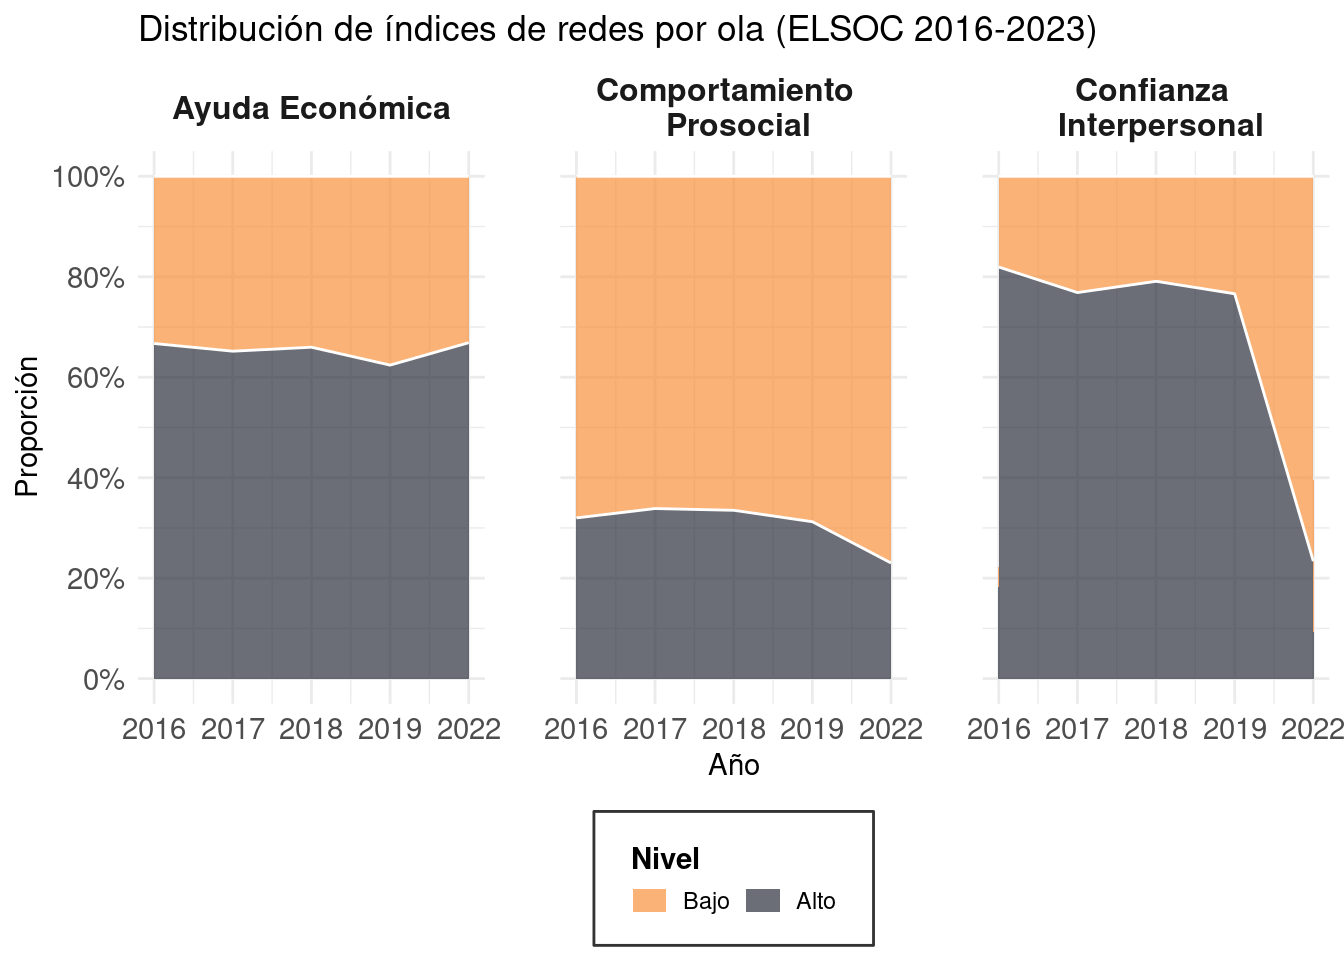 Distribución de índices de redes por ola (ELSOC 2016-2023)
Ayuda Económica
Comportamiento
Prosocial
Confianza
Interpersonal
Proporción
100%
80%
60%
40%
20%
0%
2016 2017 2018 2019 2022
2016 2017 2018 2019 2022
2016 2017 2018 2019 2022
Año
Nivel
Bajo
Alto